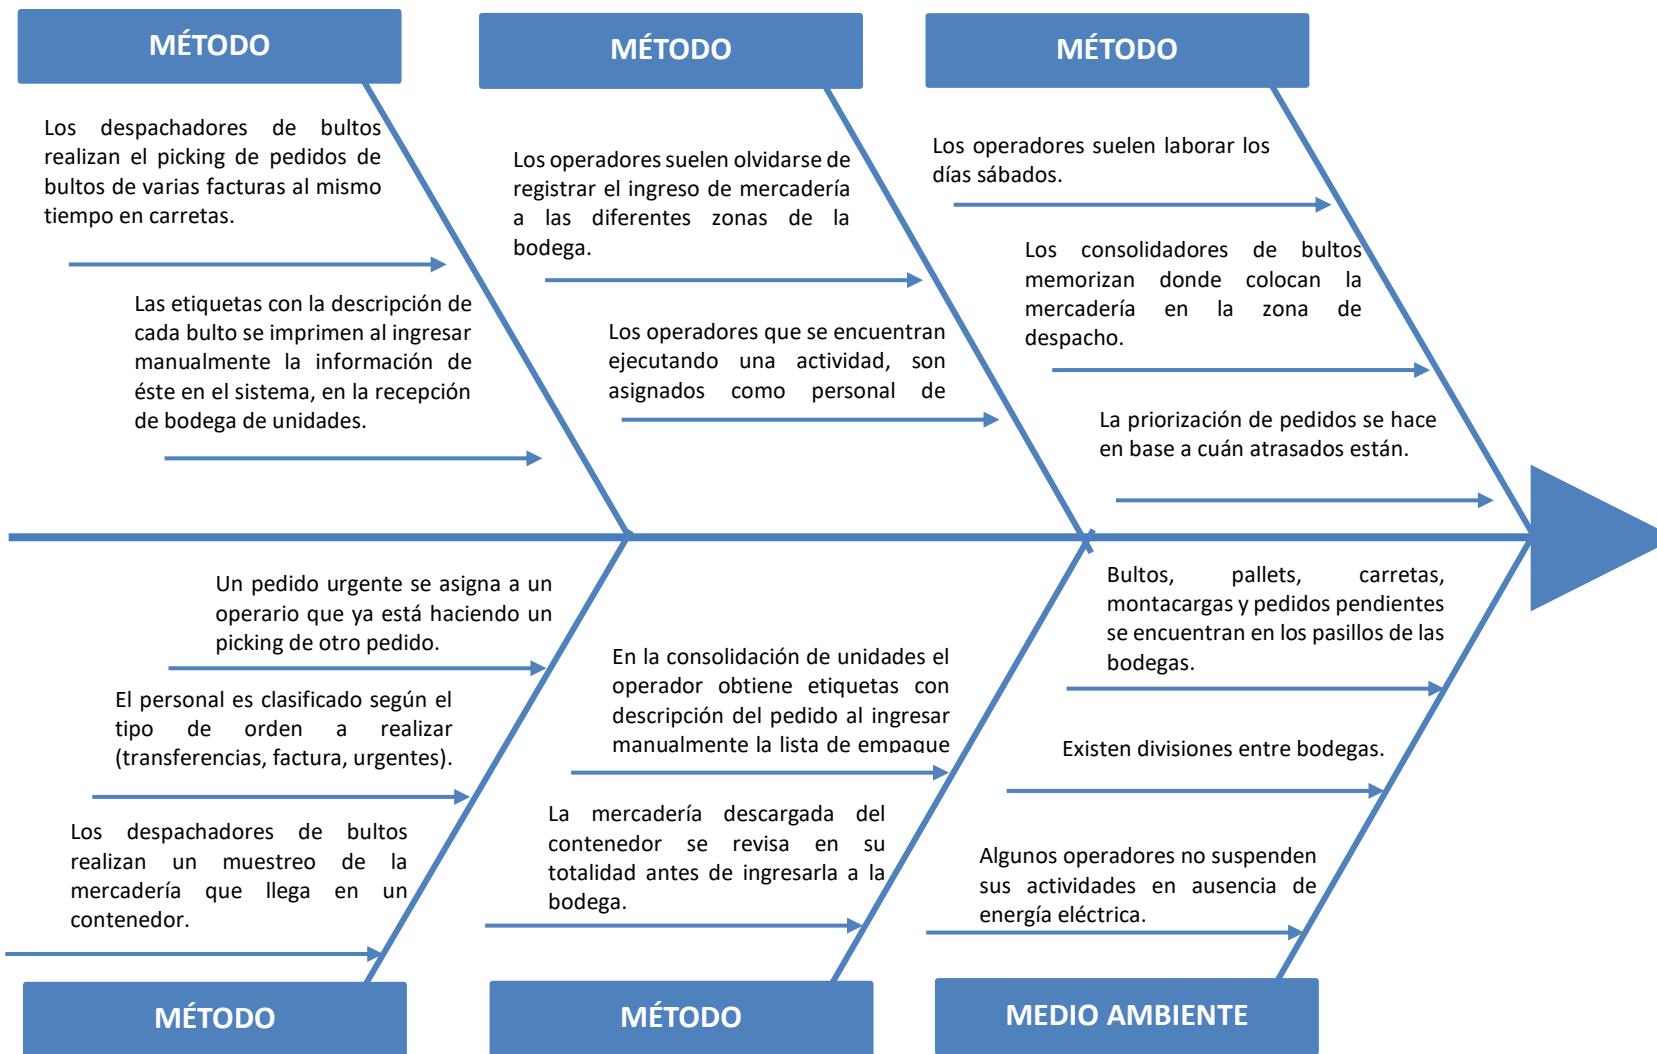 MÉTODO
Los despachadores de bultos
realizan el picking de pedidos de
bultos de varias facturas al mismo
tiempo en carretas.
Las etiquetas con la descripción de
cada bulto se imprimen al ingresar
manualmente la información de
éste en el sistema, en la recepción
de bodega de unidades.
MÉTODO
Los operadores suelen olvidarse de
registrar el ingreso de mercadería
a las diferentes zonas de la
bodega.
Los operadores que se encuentran
ejecutando una actividad, son
asignados como personal de
MÉTODO
Los operadores suelen laborar los
días sábados.
Los consolidadores de bultos
memorizan donde colocan la
mercadería en la zona de
despacho.
La priorización de pedidos se hace
en base a cuán atrasados están.
Un pedido urgente se asigna a un
operario que ya está haciendo un
picking de otro pedido.
El personal es clasificado según el
tipo de orden a realizar
(transferencias, factura, urgentes).
Los despachadores de bultos
realizan un muestreo de la
mercadería que llega en un
contenedor.
MÉTODO
En la consolidación de unidades el
operador obtiene etiquetas con
descripción del pedido al ingresar
manualmente la lista de empaque
La mercadería descargada del
contenedor se revisa en su
totalidad antes de ingresarla a la
bodega.
MÉTODO
Bultos, pallets, carretas,
montacargas y pedidos pendientes
se encuentran en los pasillos de las
bodegas.
Existen divisiones entre bodegas.
Algunos operadores no suspenden
sus actividades en ausencia de
energía eléctrica.
MEDIO AMBIENTE